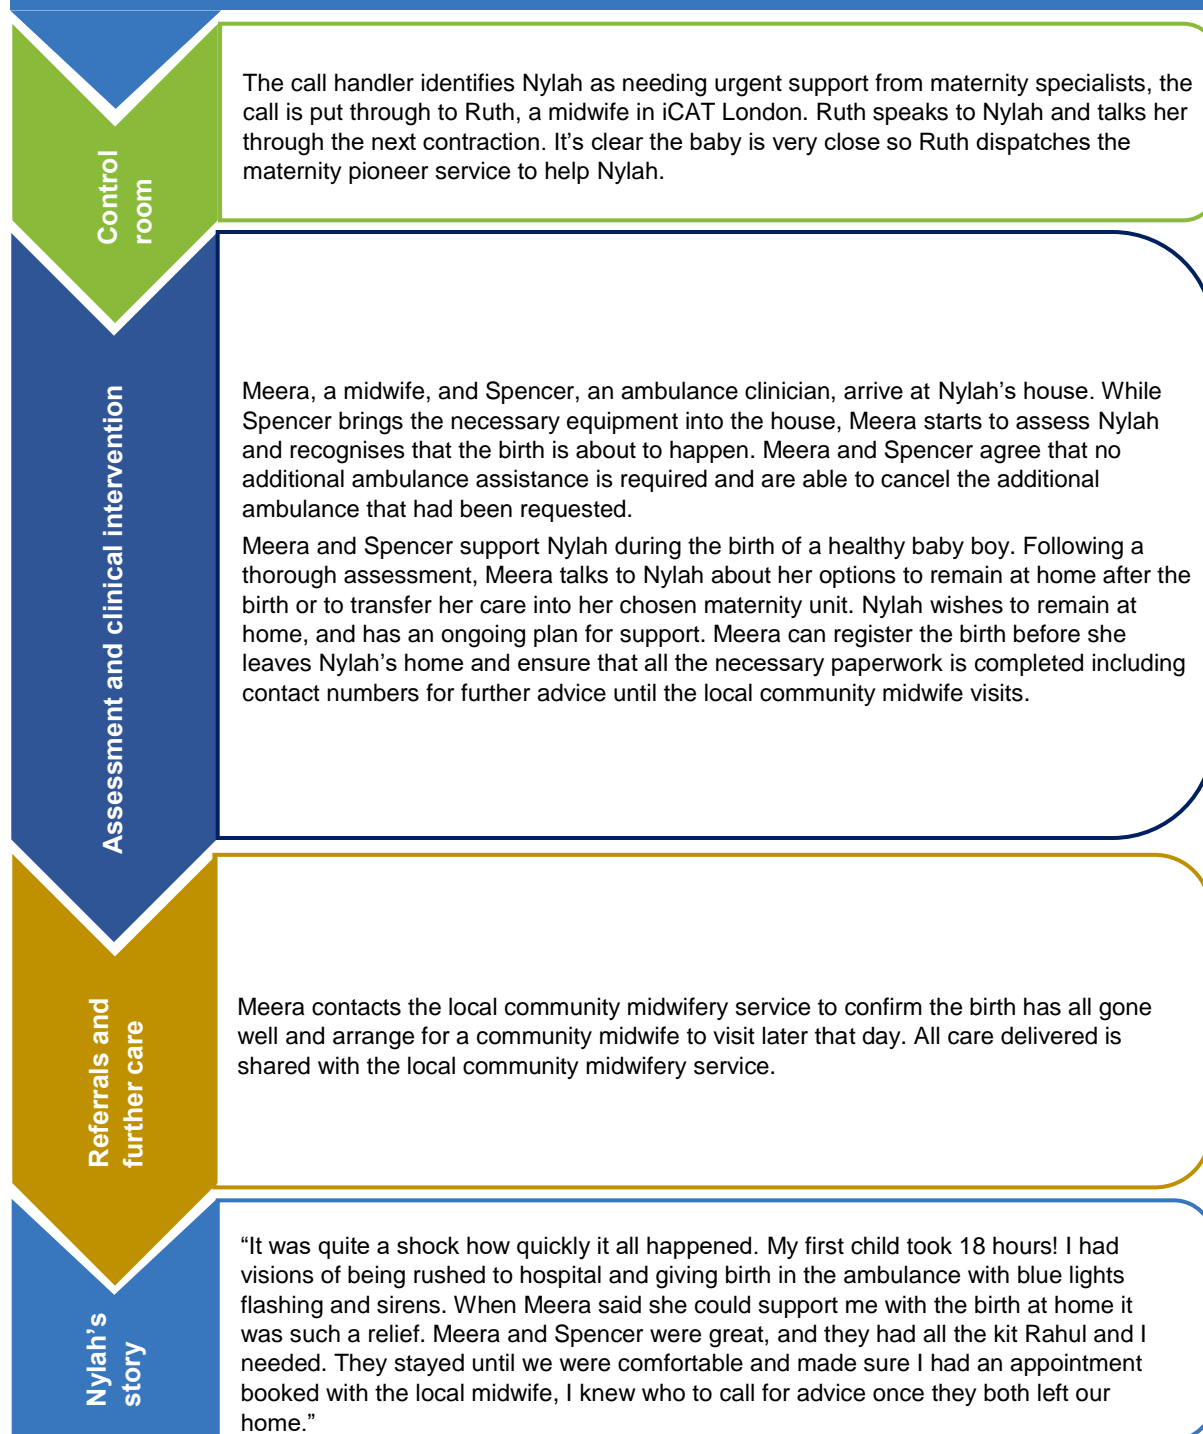 Control
room
The call handler identifies Nylah as needing urgent support from maternity specialists, the
call is put through to Ruth, a midwife in iCAT London. Ruth speaks to Nylah and talks her
through the next contraction. It’s clear the baby is very close so Ruth dispatches the
maternity pioneer service to help Nylah.
Assessment and clinical intervention
Meera, a midwife, and Spencer, an ambulance clinician, arrive at Nylah’s house. While
Spencer brings the necessary equipment into the house, Meera starts to assess Nylah
and recognises that the birth is about to happen. Meera and Spencer agree that no
additional ambulance assistance is required and are able to cancel the additional
ambulance that had been requested.
Meera and Spencer support Nylah during the birth of a healthy baby boy. Following a
thorough assessment, Meera talks to Nylah about her options to remain at home after the
birth or to transfer her care into her chosen maternity unit. Nylah wishes to remain at
home, and has an ongoing plan for support. Meera can register the birth before she
leaves Nylah’s home and ensure that all the necessary paperwork is completed including
contact numbers for further advice until the local community midwife visits.
Referrals and
further care
Meera contacts the local community midwifery service to confirm the birth has all gone
well and arrange for a community midwife to visit later that day. All care delivered is
shared with the local community midwifery service.
Nylah’s
story
“It was quite a shock how quickly it all happened. My first child took 18 hours! I had
visions of being rushed to hospital and giving birth in the ambulance with blue lights
flashing and sirens. When Meera said she could support me with the birth at home it
was such a relief. Meera and Spencer were great, and they had all the kit Rahul and I
needed. They stayed until we were comfortable and made sure I had an appointment
booked with the local midwife, I knew who to call for advice once they both left our
home.”